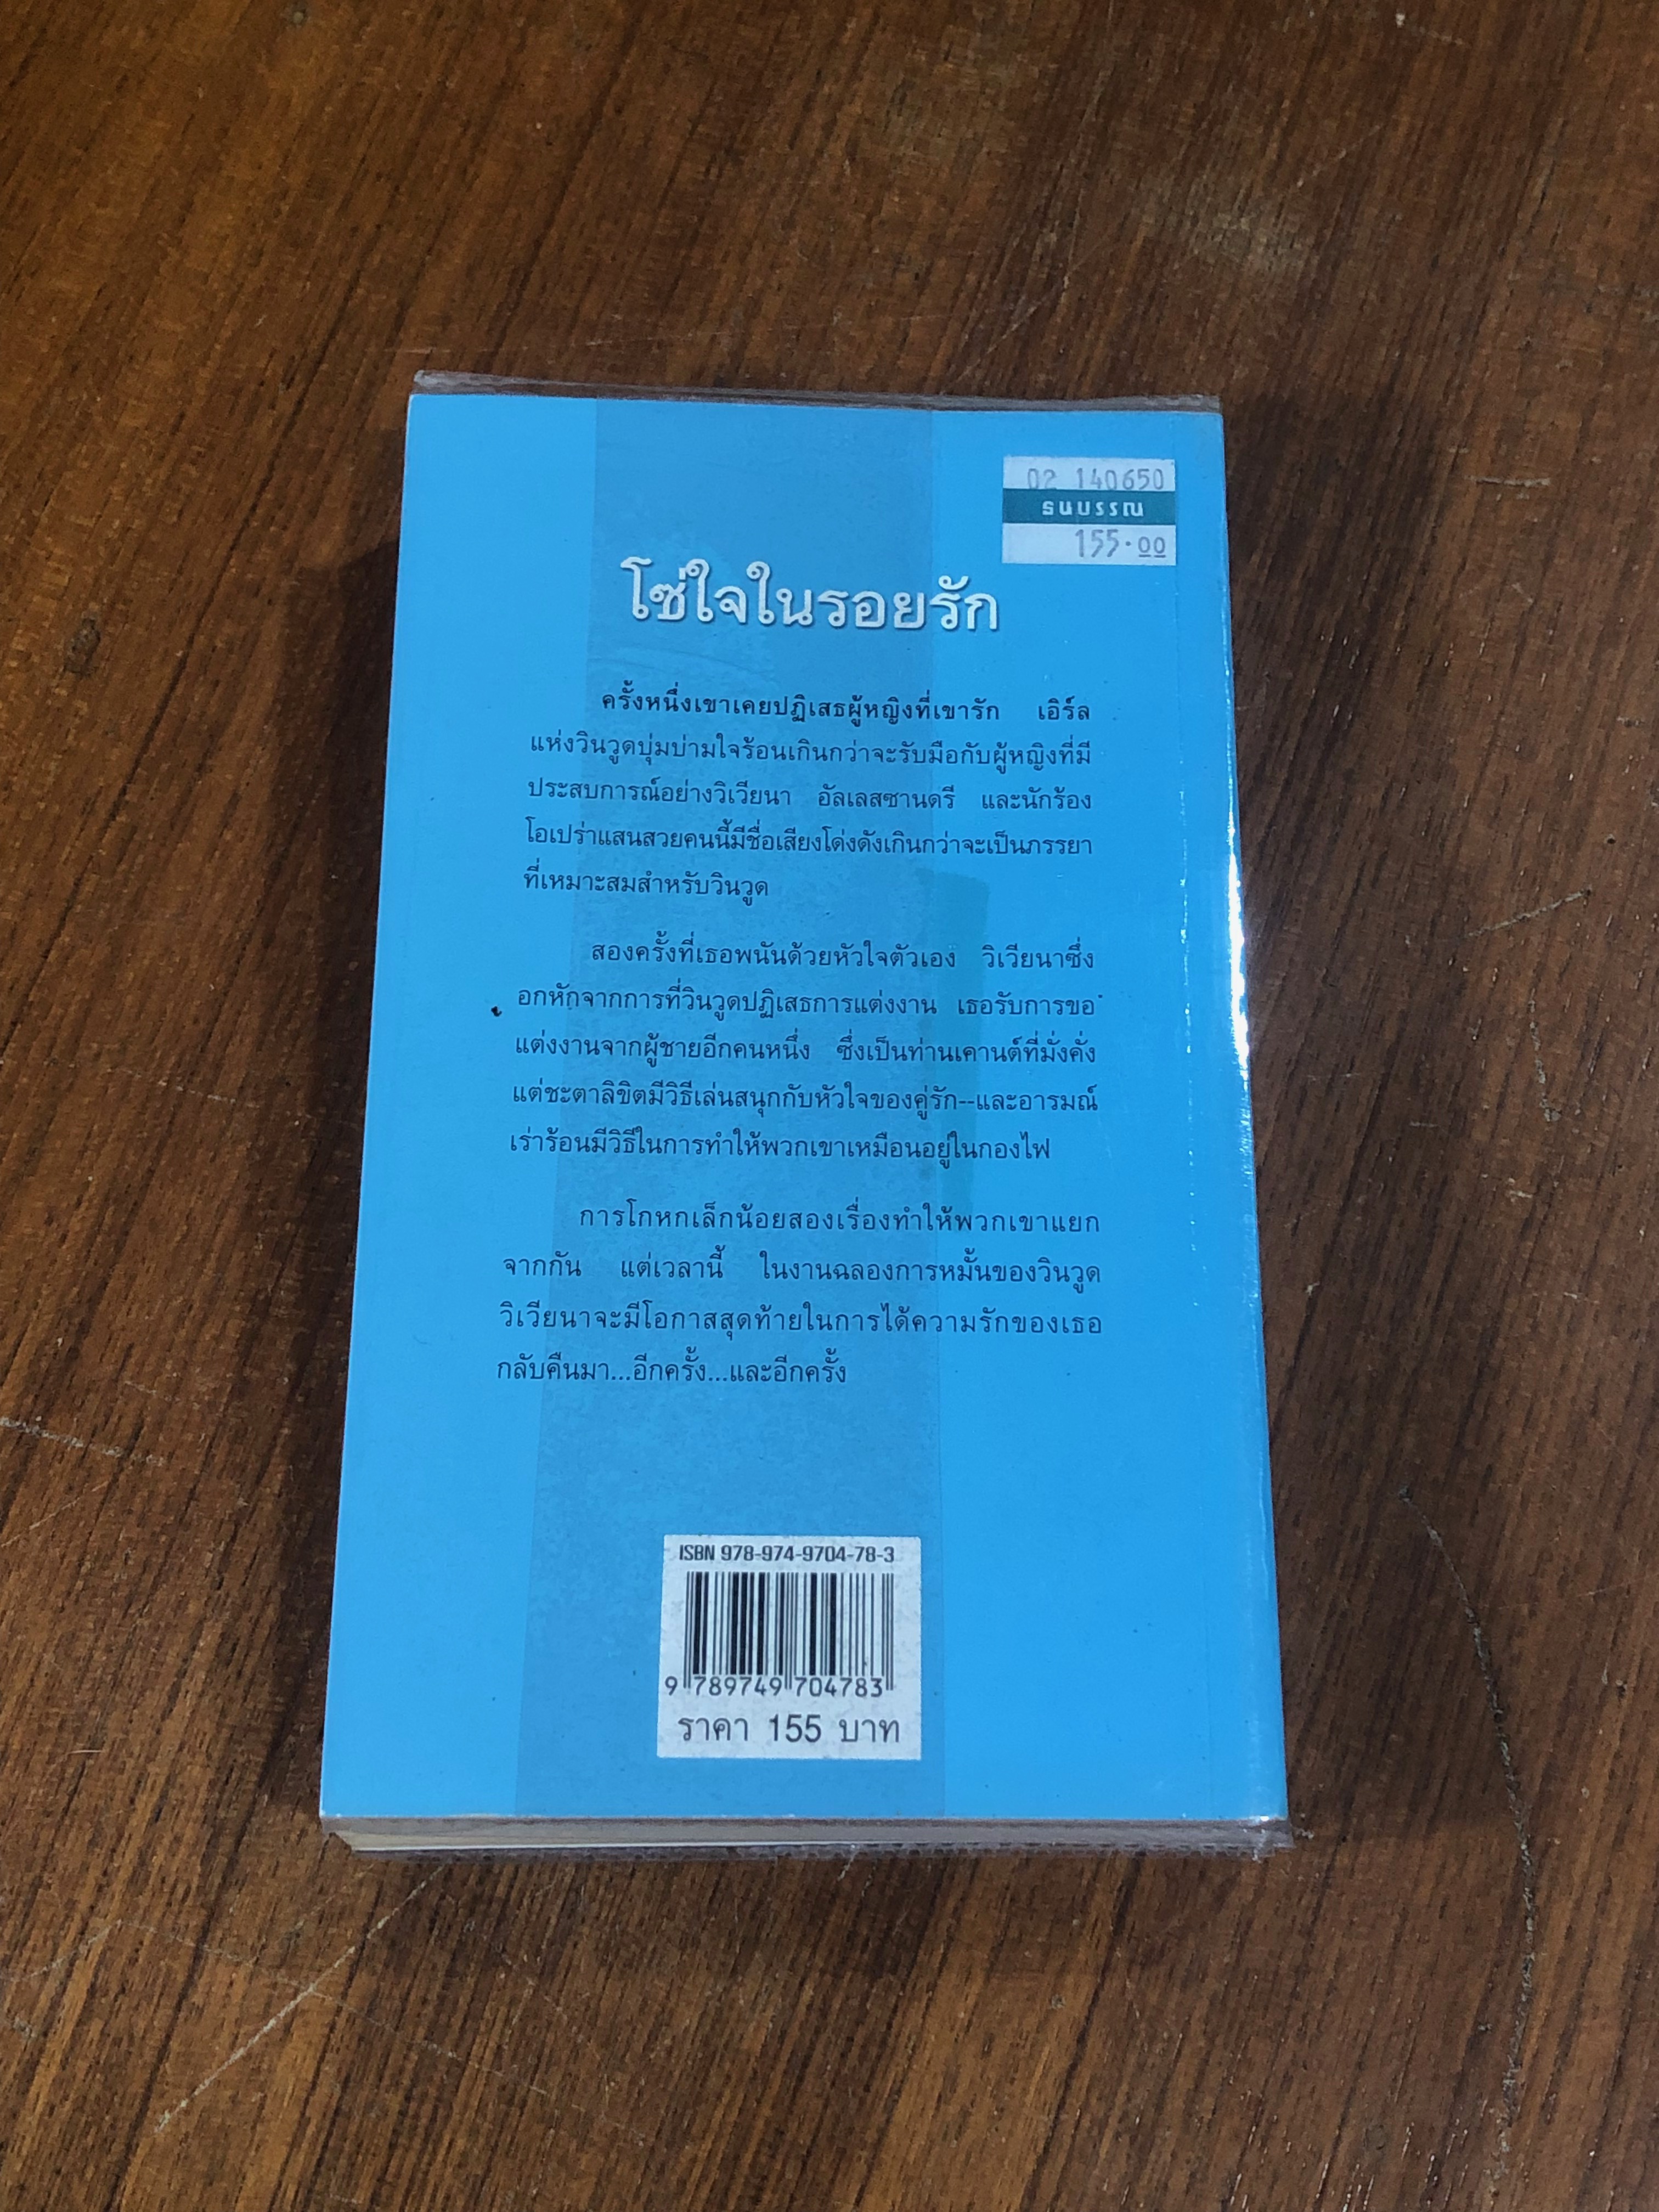 02 140650
ธนบรรณ
155.00
โซ่ใจในรอยรัก
ครั้งหนึ่งเขาเคยปฏิเสธผู้หญิงที่เขารัก เอิร์ล
แห่งวินวูดบุ่มบ่ามใจร้อนเกินกว่าจะรับมือกับผู้หญิงที่มี
ประสบการณ์อย่างวิเวียนา อัลเลสซานดรี และนักร้อง
โอเปร่าแสนสวยคนนี้มีชื่อเสียงโด่งดังเกินกว่าจะเป็นภรรยา
ที่เหมาะสมสำหรับวินวูด
สองครั้งที่เธอพนันด้วยหัวใจตัวเอง วิเวียนาซึ่ง
อกหักจากการที่วินวูดปฏิเสธการแต่งงาน เธอรับการขอ
แต่งงานจากผู้ชายอีกคนหนึ่ง ซึ่งเป็นท่านเคานต์ที่มั่งคั่ง
แต่ชะตาลิขิตมีวิธีเล่นสนุกกับหัวใจของคู่รัก--และอารมณ์
เร่าร้อนมีวิธีในการทำให้พวกเขาเหมือนอยู่ในกองไฟ
การโกหกเล็กน้อยสองเรื่องทำให้พวกเขาแยก
จากกัน แต่เวลานี้ ในงานฉลองการหมั้นของวินวูด
วิเวียนาจะมีโอกาสสุดท้ายในการได้ความรักของเธอ
กลับคืนมา...อีกครั้ง...และอีกครั้ง
ISBN 978-974-9704-78-3
9 789749 704783
ราคา 155 บาท